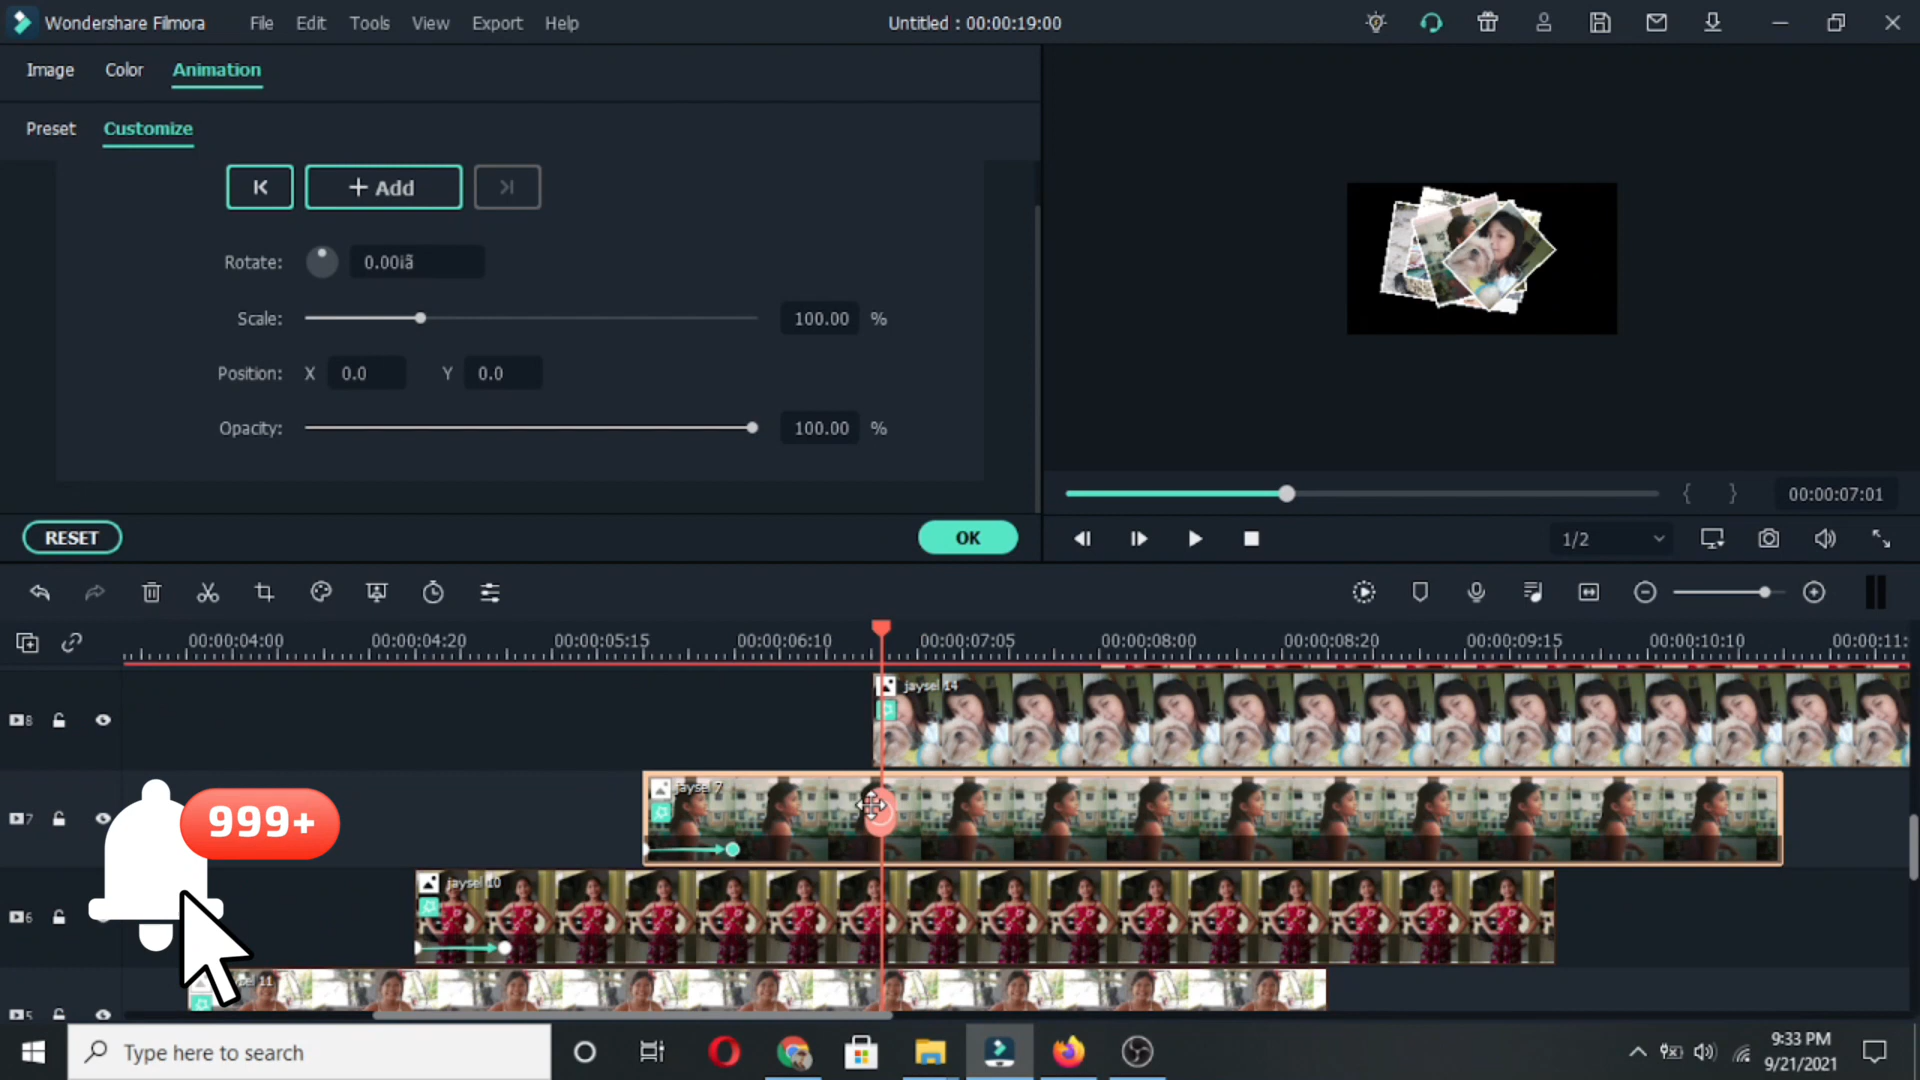 Wondershare Filmora File Edit Tools View Export Help Untitled : 00:00:19:00
Image Color Animation
Preset Customize
+ Add
Rotate: 0.00iã
Scale: 100.00 %
Position: X 0.0 Y 0.0
Opacity: 100.00 %
{ } 00:00:07:01
RESET OK 1/2
00:00:04:00 00:00:04:20 00:00:05:15 00:00:06:10 00:00:07:05 00:00:08:00 00:00:08:20 00:00:09:15 00:00:10:10 00:00:11:
8 jaysel 14
7 jaysel 7
999+
6 jaysel 10
5 11
Type here to search
9:33 PM
9/21/2021